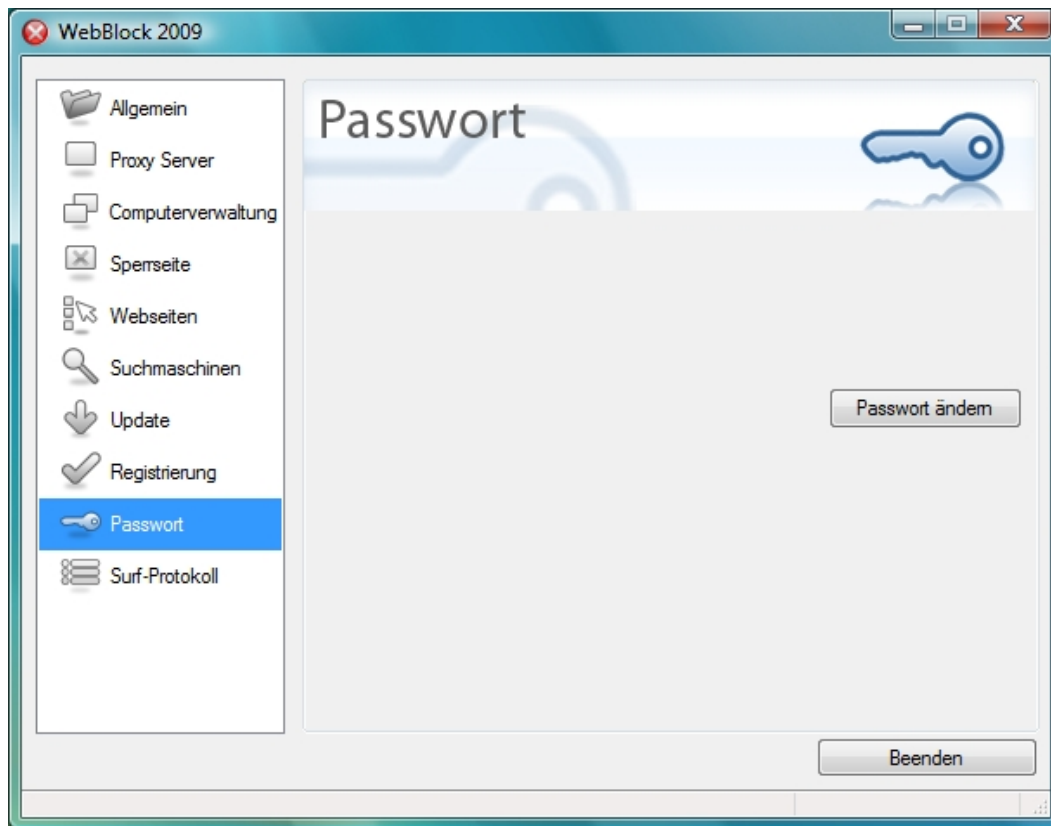 WebBlock 2009
Allgemein
Proxy Server
Computerverwaltung
Sperrseite
Webseiten
Suchmaschinen
Update
Registrierung
Passwort
Surf-Protokoll
Passwort
Passwort ändern
Beenden